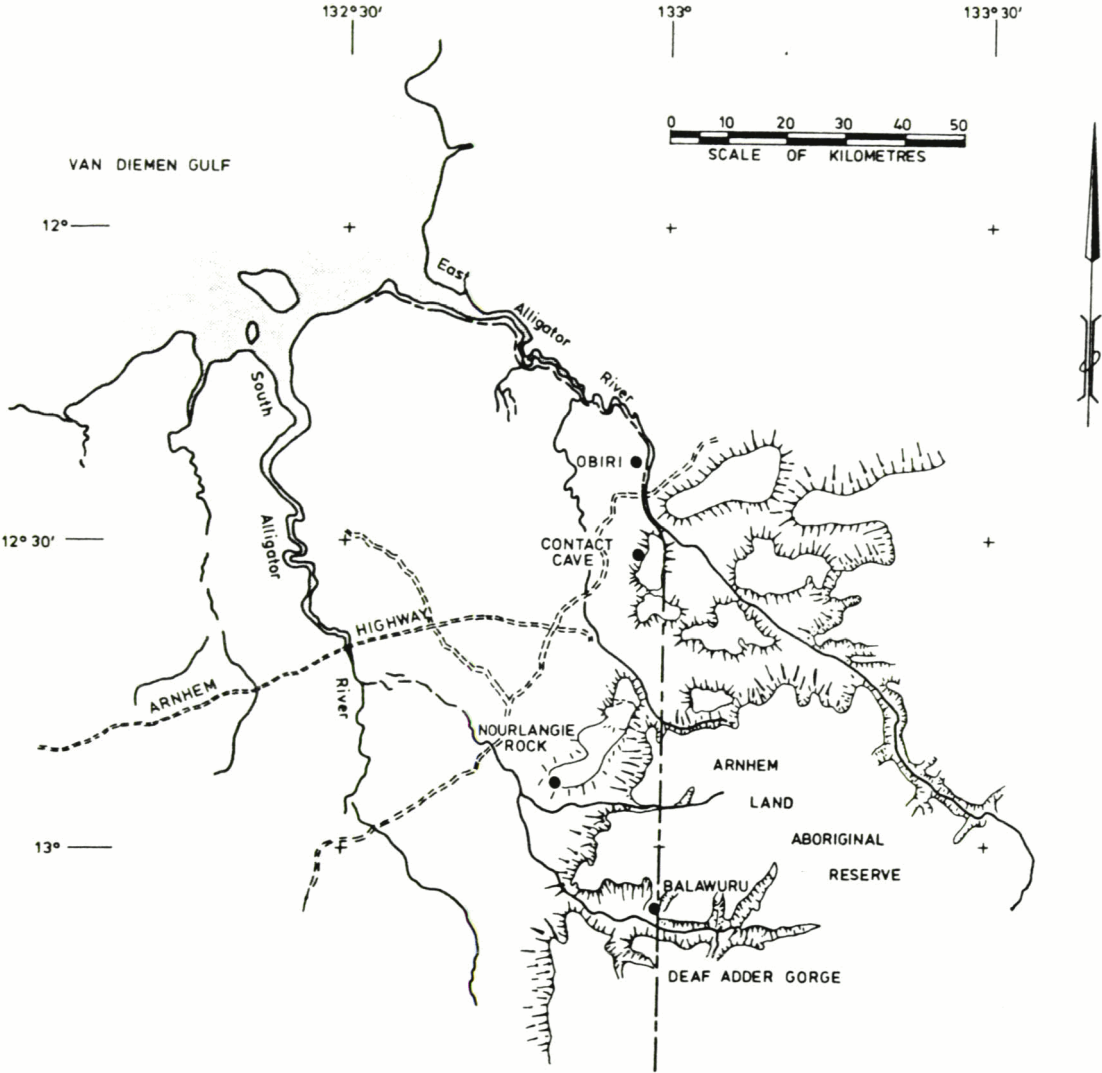 132°30′
133°
133°30′
0 10 20 30 40 50
SCALE OF KILOMETRES
VAN DIEMEN GULF
12°
East
Alligator
River
South
OBIRI
12°30′
Alligator
CONTACT
CAVE
HIGHWAY
ARNHEM
River
NOURLANGIE
ROCK
ARNHEM
LAND
ABORIGINAL
RESERVE
13°
BALAWURU
DEAF ADDER GORGE